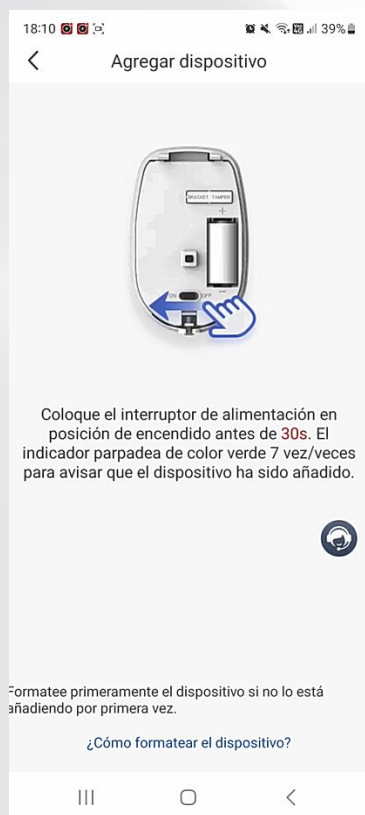 18:10 39%
Agregar dispositivo
BRACKET TAMPER
ON OFF
Coloque el interruptor de alimentación en
posición de encendido antes de 30s. El
indicador parpadea de color verde 7 vez/veces
para avisar que el dispositivo ha sido añadido.
Formatee primeramente el dispositivo si no lo está
añadiendo por primera vez.
¿Cómo formatear el dispositivo?